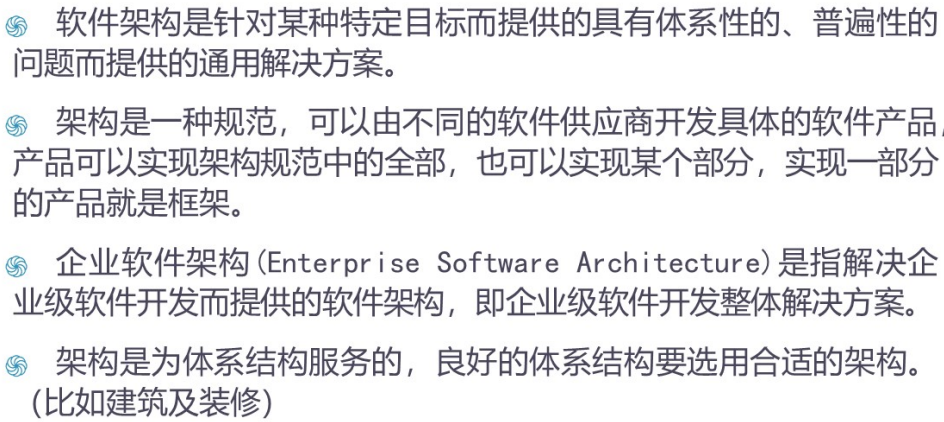 软件架构是针对某种特定目标而提供的具有体系性的、普遍性的
问题而提供的通用解决方案。
架构是一种规范，可以由不同的软件供应商开发具体的软件产品，
产品可以实现架构规范中的全部，也可以实现某个部分，实现一部分
的产品就是框架。
企业软件架构(Enterprise Software Architecture)是指解决企
业级软件开发而提供的软件架构，即企业级软件开发整体解决方案。
架构是为体系结构服务的，良好的体系结构要选用合适的架构。
（比如建筑及装修）